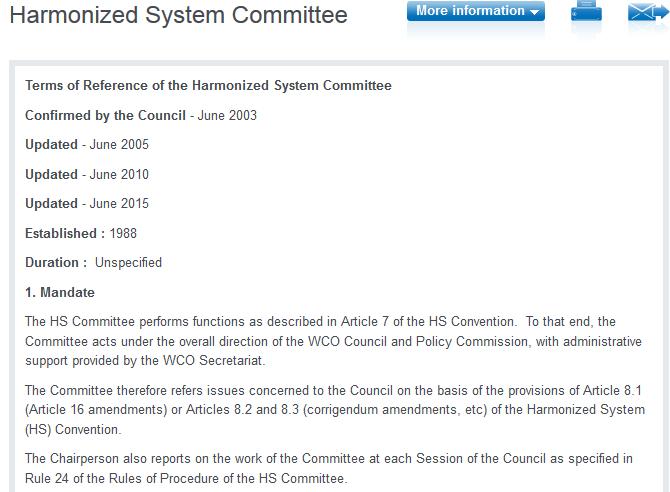 Harmonized System Committee
More information
Terms of Reference of the Harmonized System Committee
Confirmed by the Council - June 2003
Updated - June 2005
Updated - June 2010
Updated - June 2015
Established : 1988
Duration :  Unspecified
1. Mandate
The HS Committee performs functions as described in Article 7 of the HS Convention.  To that end, the
Committee acts under the overall direction of the WCO Council and Policy Commission, with administrative
support provided by the WCO Secretariat.
The Committee therefore refers issues concerned to the Council on the basis of the provisions of Article 8.1
(Article 16 amendments) or Articles 8.2 and 8.3 (corrigendum amendments, etc) of the Harmonized System
(HS) Convention.
The Chairperson also reports on the work of the Committee at each Session of the Council as specified in
Rule 24 of the Rules of Procedure of the HS Committee.